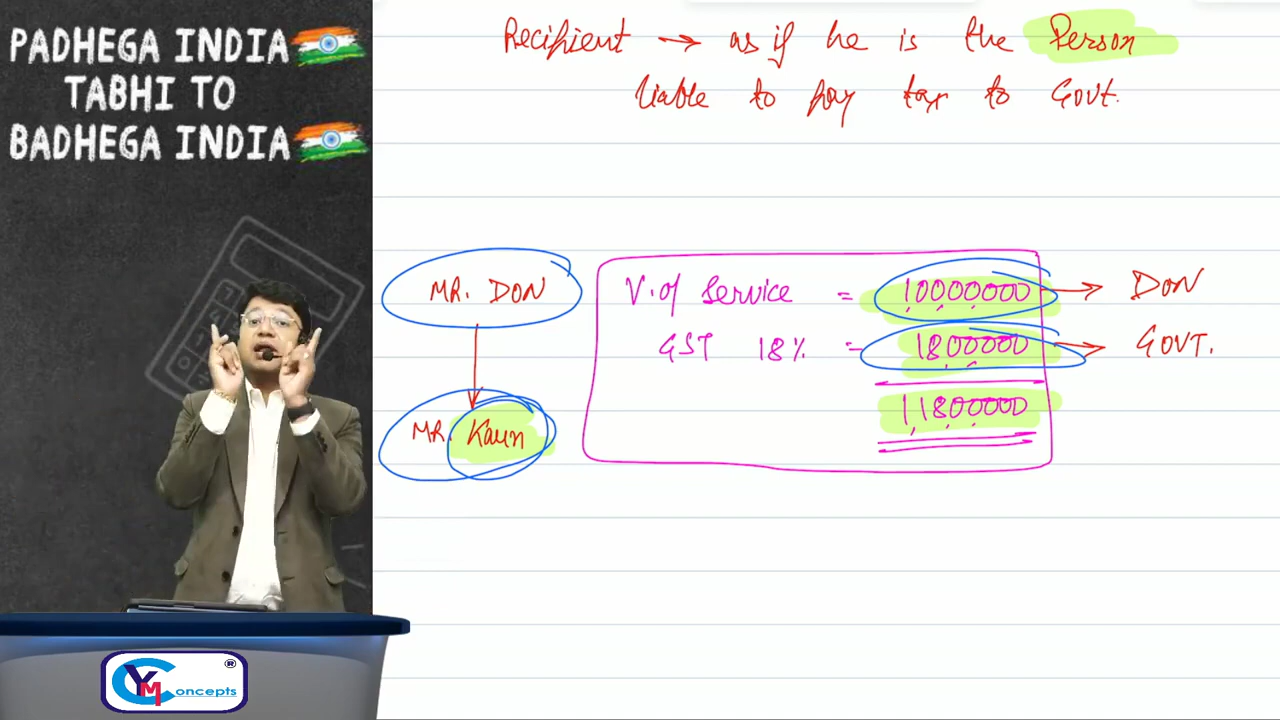 PADHEGA INDIA
TABHI TO
BADHEGA INDIA
Recipient → as if he is the Person
liable to pay tax to Govt.
MR. DON
V. of Service = 10000000 → DON
GST 18% = 1800000 → GOVT.
11800000
MR. Kaun
CYM Concepts ®